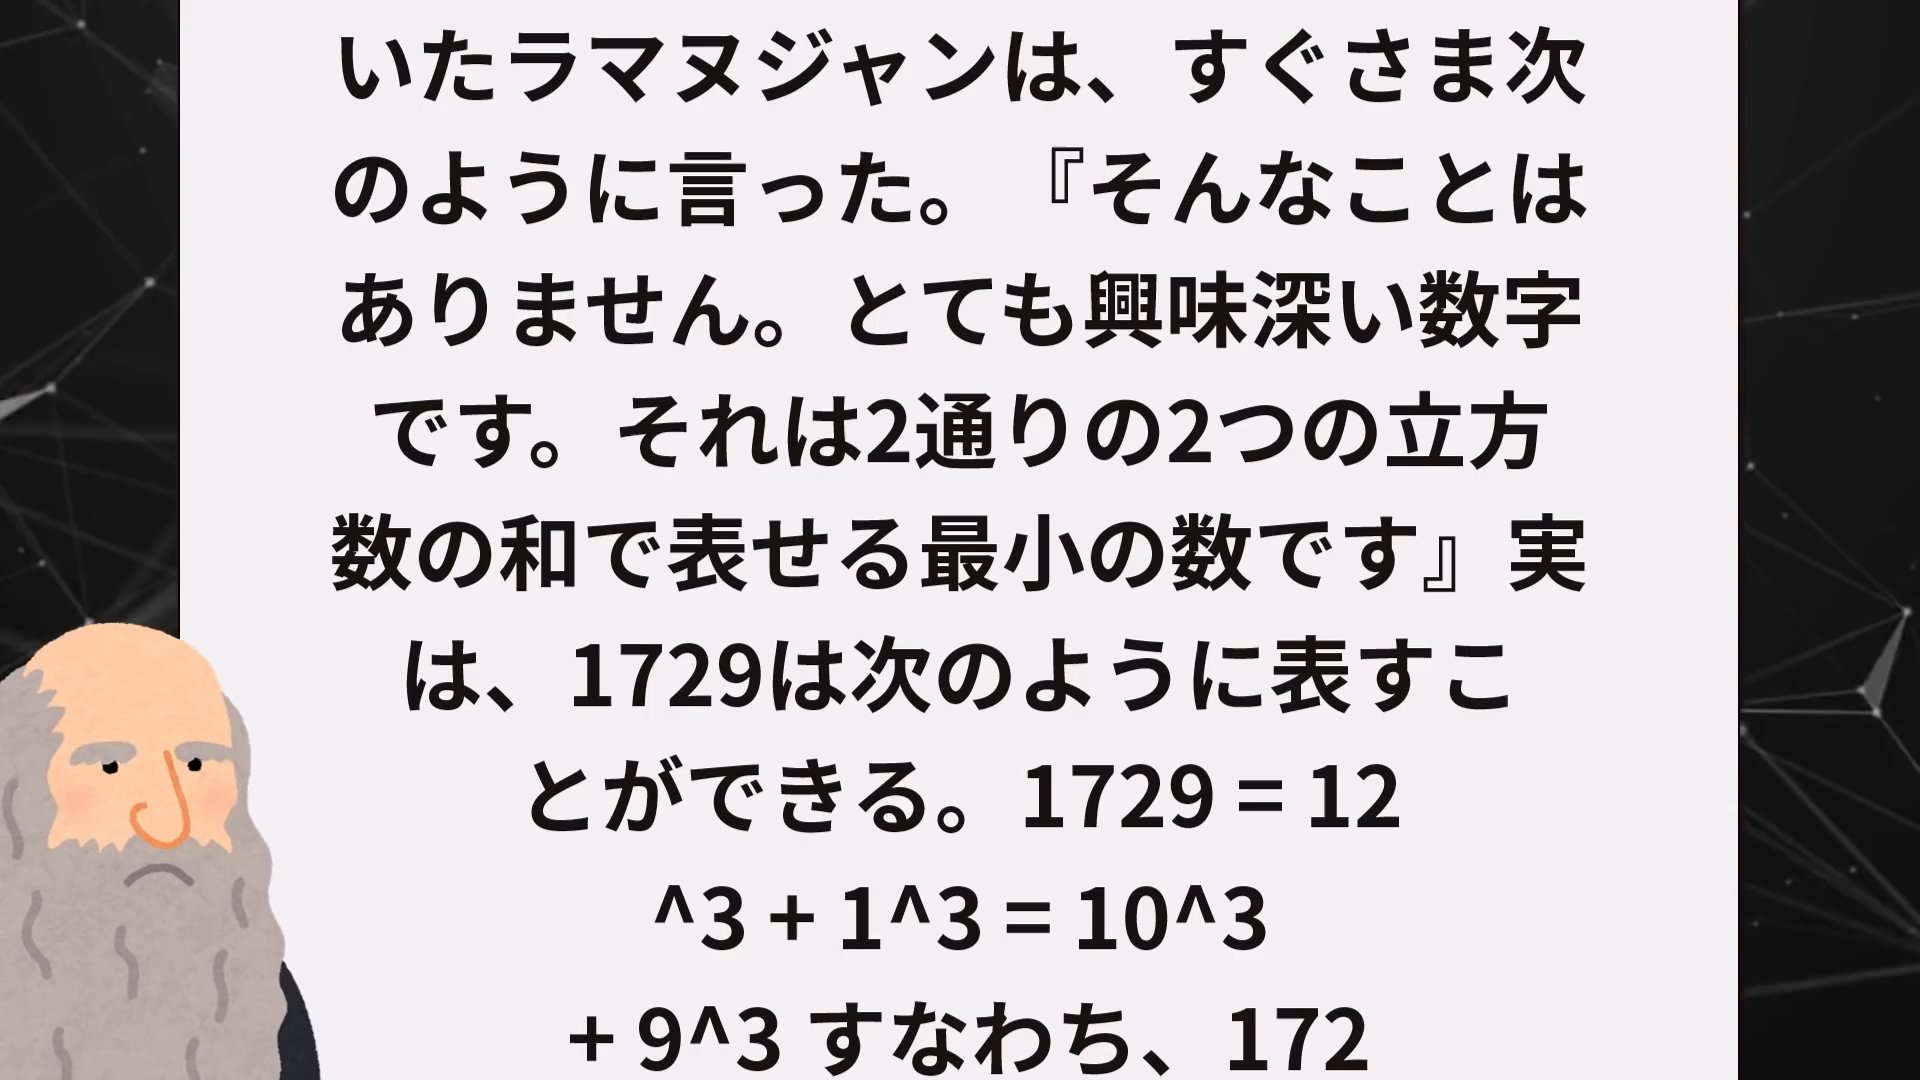 いたラマヌジャンは、すぐさま次
のように言った。『そんなことは
ありません。とても興味深い数字
です。それは2通りの2つの立方
数の和で表せる最小の数です』実
は、1729は次のように表すこ
とができる。1729 = 12
^3 + 1^3 = 10^3
+ 9^3 すなわち、172